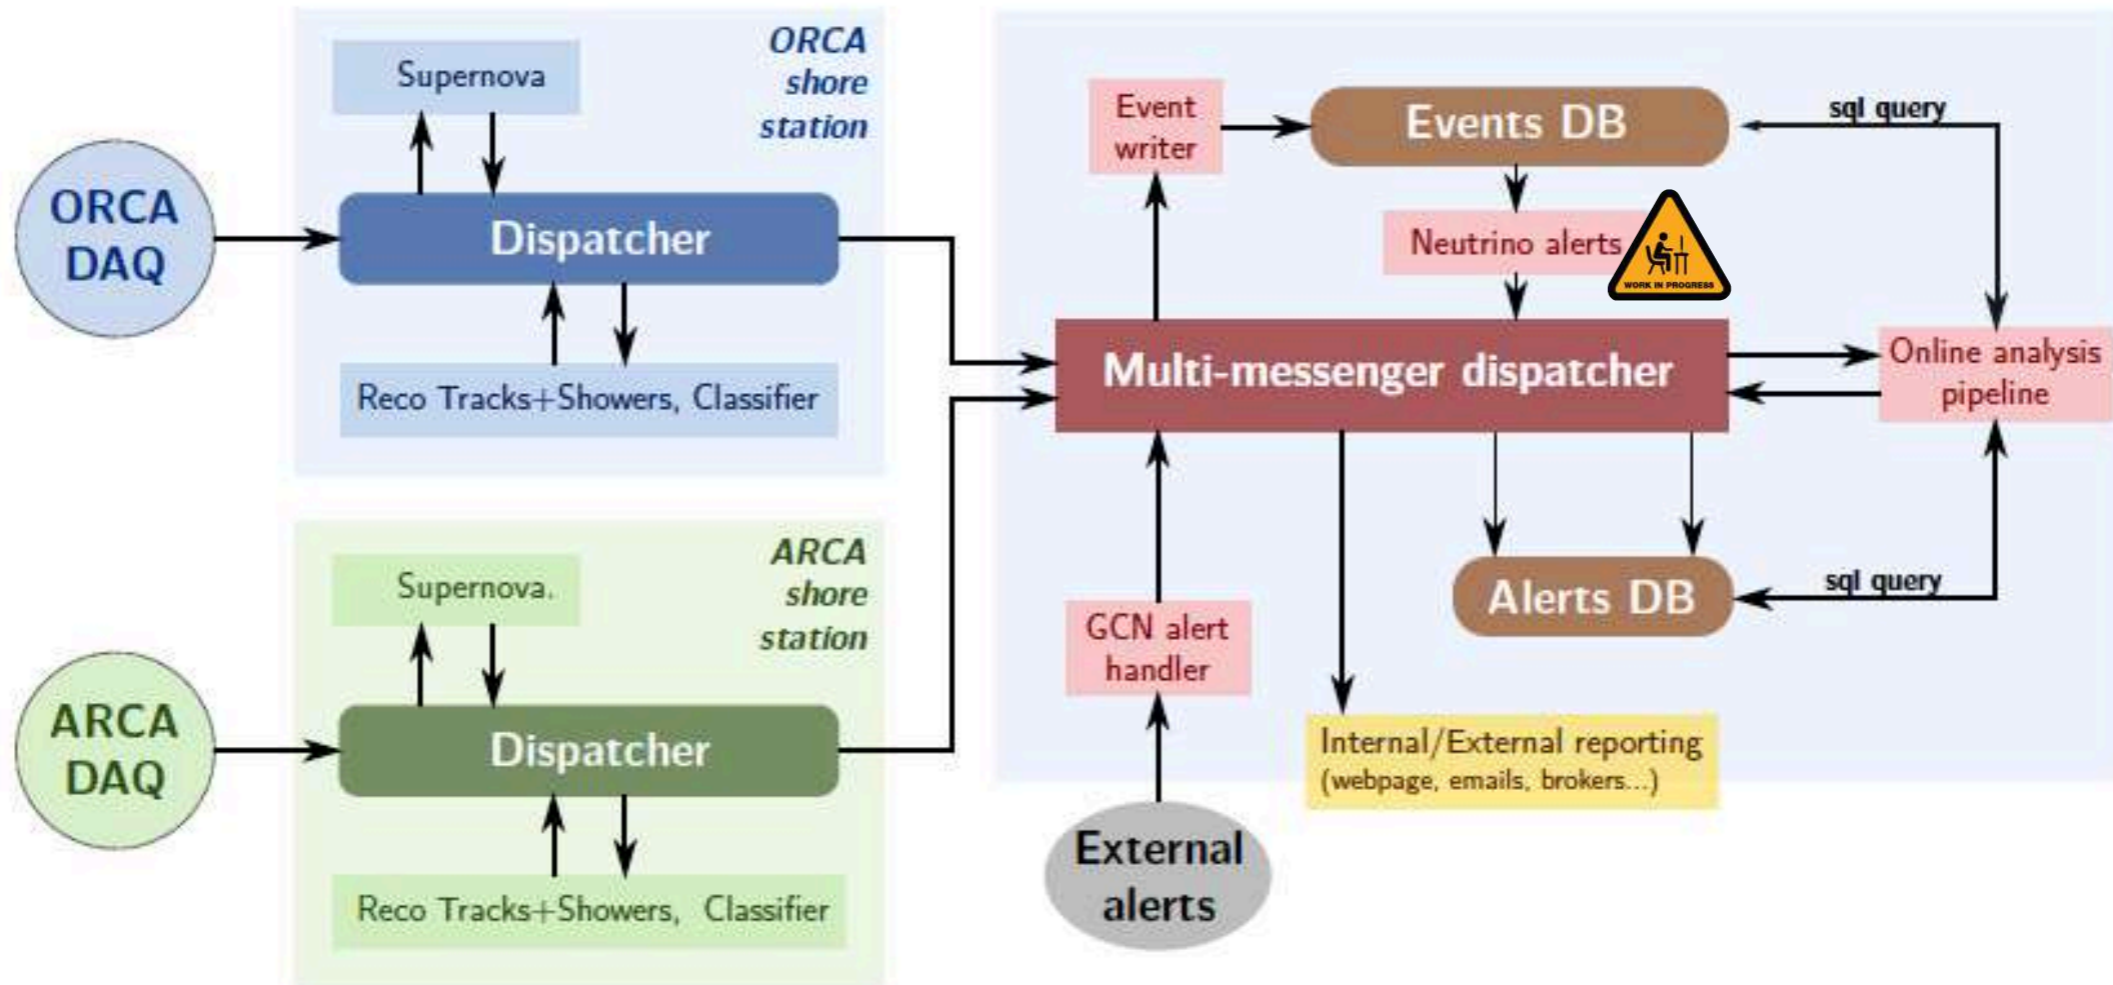 ORCA
DAQ
Supernova
ORCA
shore
station
Dispatcher
Reco Tracks+Showers, Classifier
ARCA
DAQ
Supernova.
ARCA
shore
station
Dispatcher
Reco Tracks+Showers, Classifier
Event
writer
Events DB
sql query
Neutrino alerts
WORK IN PROGRESS
Multi-messenger dispatcher
Online analysis
pipeline
Alerts DB
sql query
GCN alert
handler
Internal/External reporting
(webpage, emails, brokers...)
External
alerts